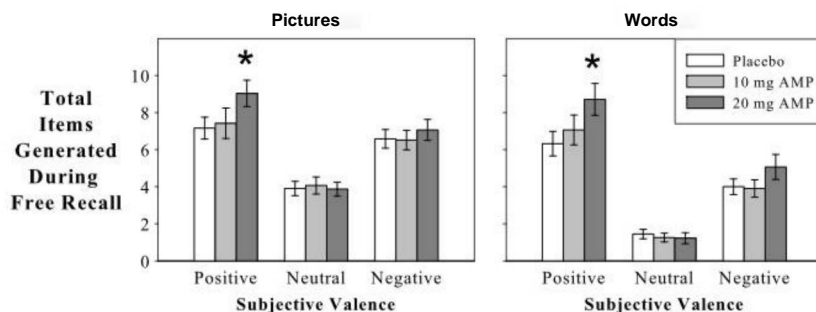 Pictures
Words
Total
Items
Generated
During
Free Recall
10
8
6
4
2
0
*
*
Placebo
10 mg AMP
20 mg AMP
Positive
Neutral
Negative
Positive
Neutral
Negative
Subjective Valence
Subjective Valence